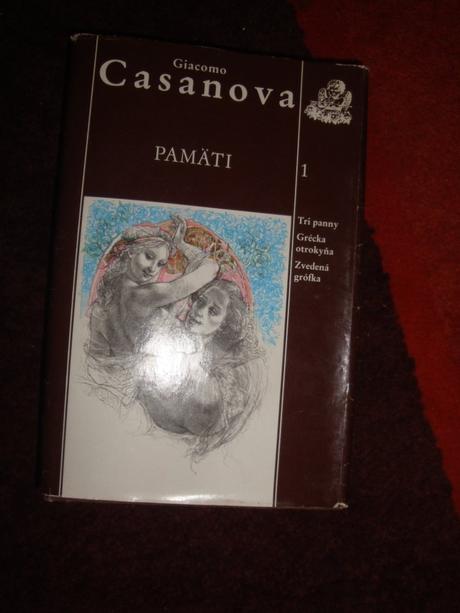 Giacomo
Casanova
PAMÄTI
1
Tri panny
Grécka
otrokyňa
Zvedená
grófka